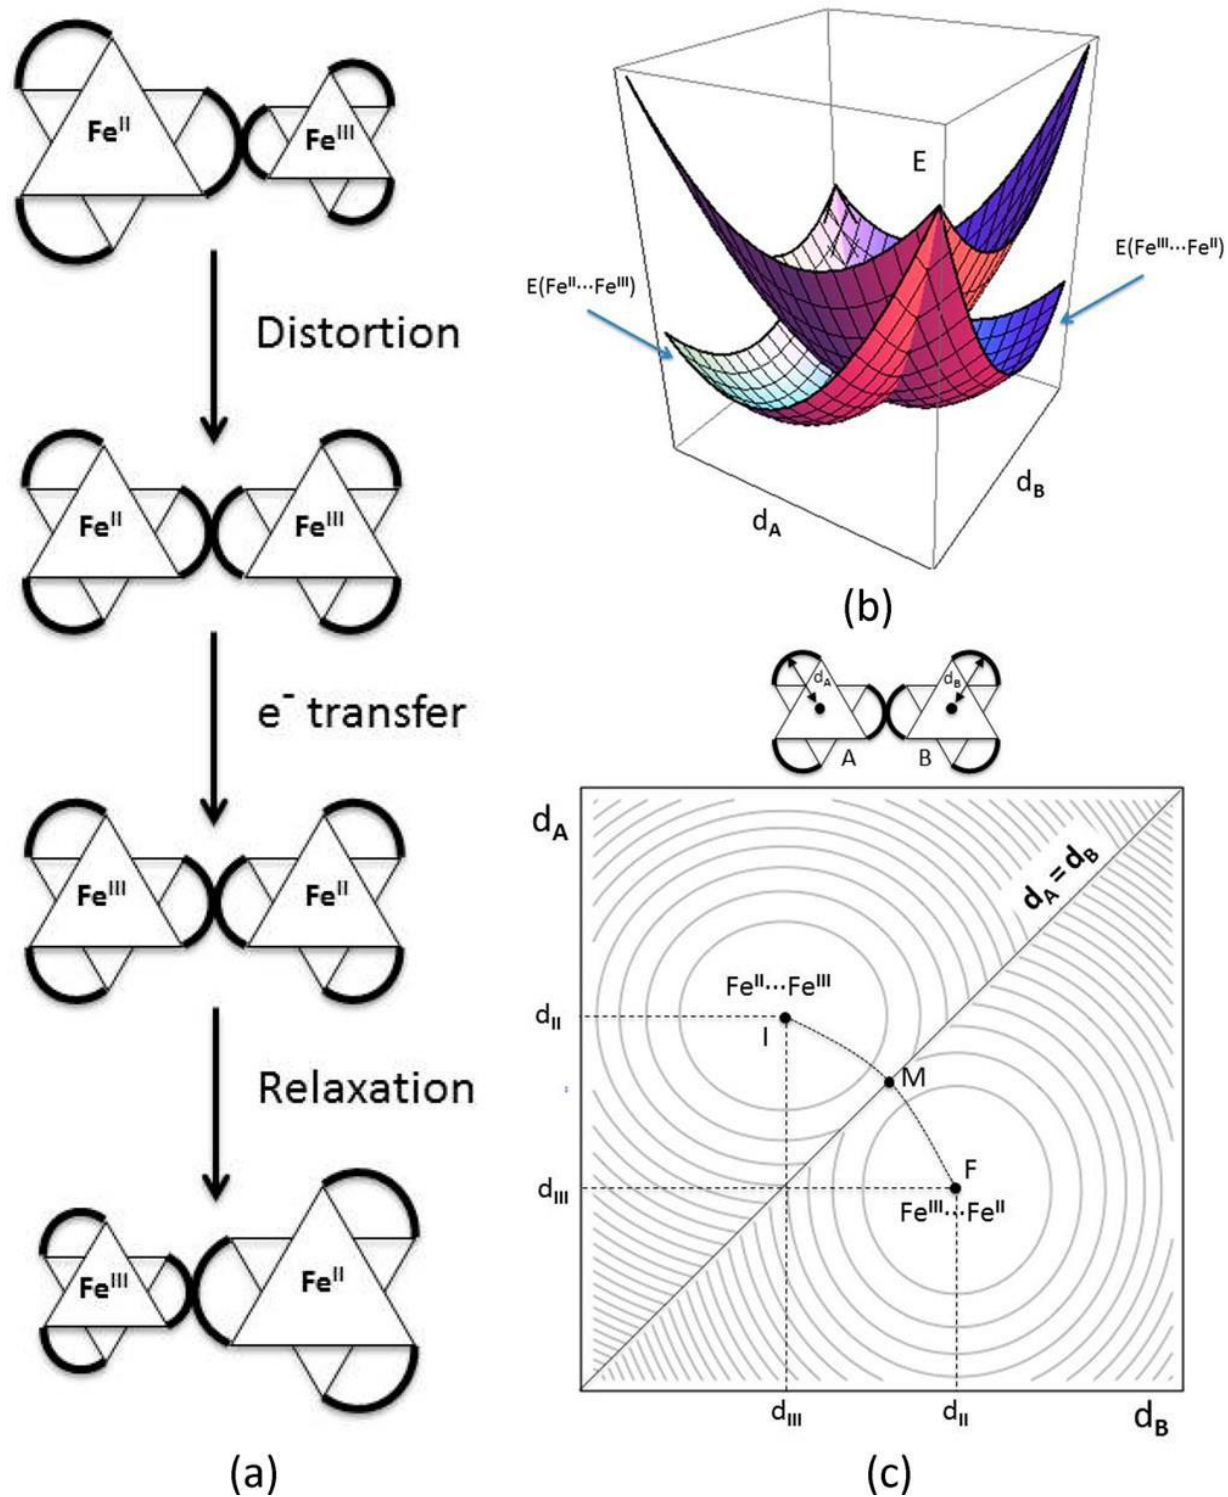 Fe^II
Fe^III
Distortion
Fe^II
Fe^III
e^- transfer
Fe^III
Fe^II
Relaxation
Fe^III
Fe^II
(a)
E
E(Fe^II···Fe^III)
E(Fe^III···Fe^II)
d_A
d_B
(b)
d_A
d_B
A
B
d_A
d_A = d_B
Fe^II···Fe^III
d_II
I
M
F
d_III
Fe^III···Fe^II
d_III
d_II
d_B
(c)